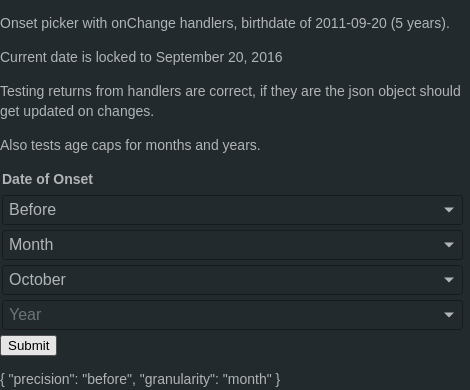 Onset picker with onChange handlers, birthdate of 2011-09-20 (5 years).
Current date is locked to September 20, 2016
Testing returns from handlers are correct, if they are the json object should
get updated on changes.
Also tests age caps for months and years.
Date of Onset
Before
Month
October
Year
Submit
{ "precision": "before", "granularity": "month" }